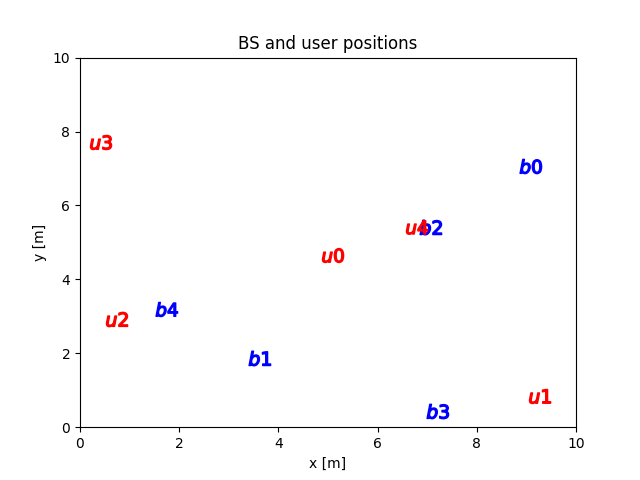 BS and user positions
10
8
6
4
2
0
y [m]
u3
b0
u4
b2
u0
b4
u2
b1
b3
u1
0 2 4 6 8 10
x [m]